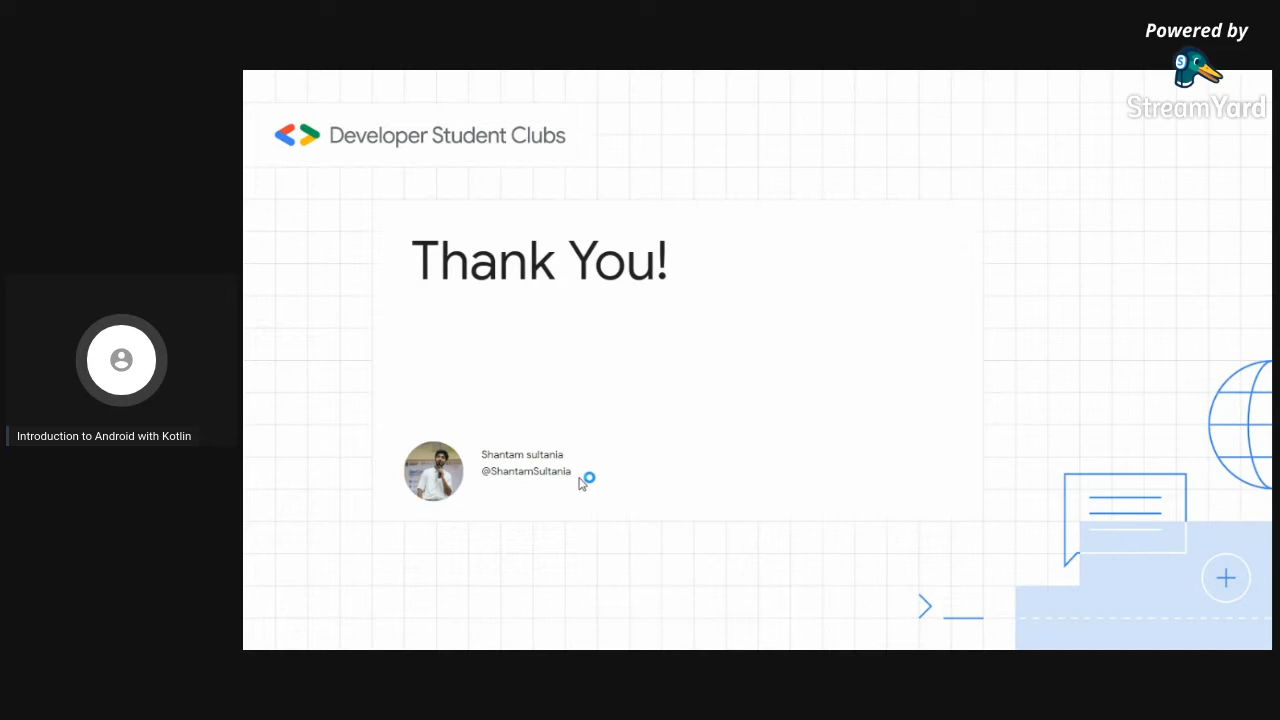 Powered by
StreamYard
Developer Student Clubs
Thank You!
Shantam sultania
@ShantamSultania
Introduction to Android with Kotlin